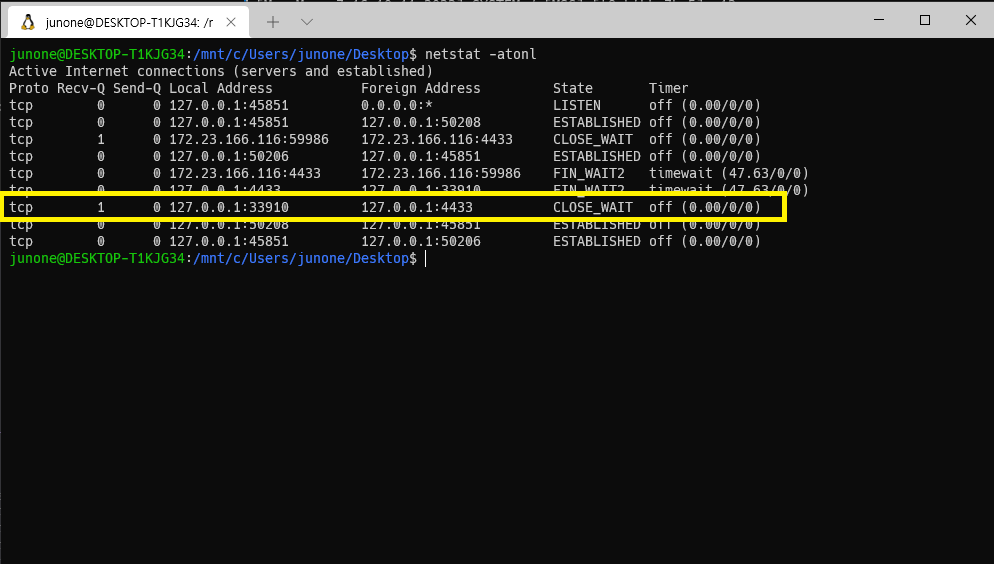 junone@DESKTOP-T1KJG34: /r
junone@DESKTOP-T1KJG34:/mnt/c/Users/junone/Desktop$ netstat -atonl
Active Internet connections (servers and established)
Proto Recv-Q Send-Q Local Address           Foreign Address         State       Timer
tcp        0      0 127.0.0.1:45851         0.0.0.0:*               LISTEN      off (0.00/0/0)
tcp        0      0 127.0.0.1:45851         127.0.0.1:50208         ESTABLISHED off (0.00/0/0)
tcp        1      0 172.23.166.116:59986    172.23.166.116:4433     CLOSE_WAIT  off (0.00/0/0)
tcp        0      0 127.0.0.1:50206         127.0.0.1:45851         ESTABLISHED off (0.00/0/0)
tcp        0      0 172.23.166.116:4433     172.23.166.116:59986    FIN_WAIT2   timewait (47.63/0/0)
tcp        0      0 127.0.0.1:4433          127.0.0.1:33910         FIN_WAIT2   timewait (47.63/0/0)
tcp        1      0 127.0.0.1:33910         127.0.0.1:4433          CLOSE_WAIT  off (0.00/0/0)
tcp        0      0 127.0.0.1:50208         127.0.0.1:45851         ESTABLISHED off (0.00/0/0)
tcp        0      0 127.0.0.1:45851         127.0.0.1:50206         ESTABLISHED off (0.00/0/0)
junone@DESKTOP-T1KJG34:/mnt/c/Users/junone/Desktop$